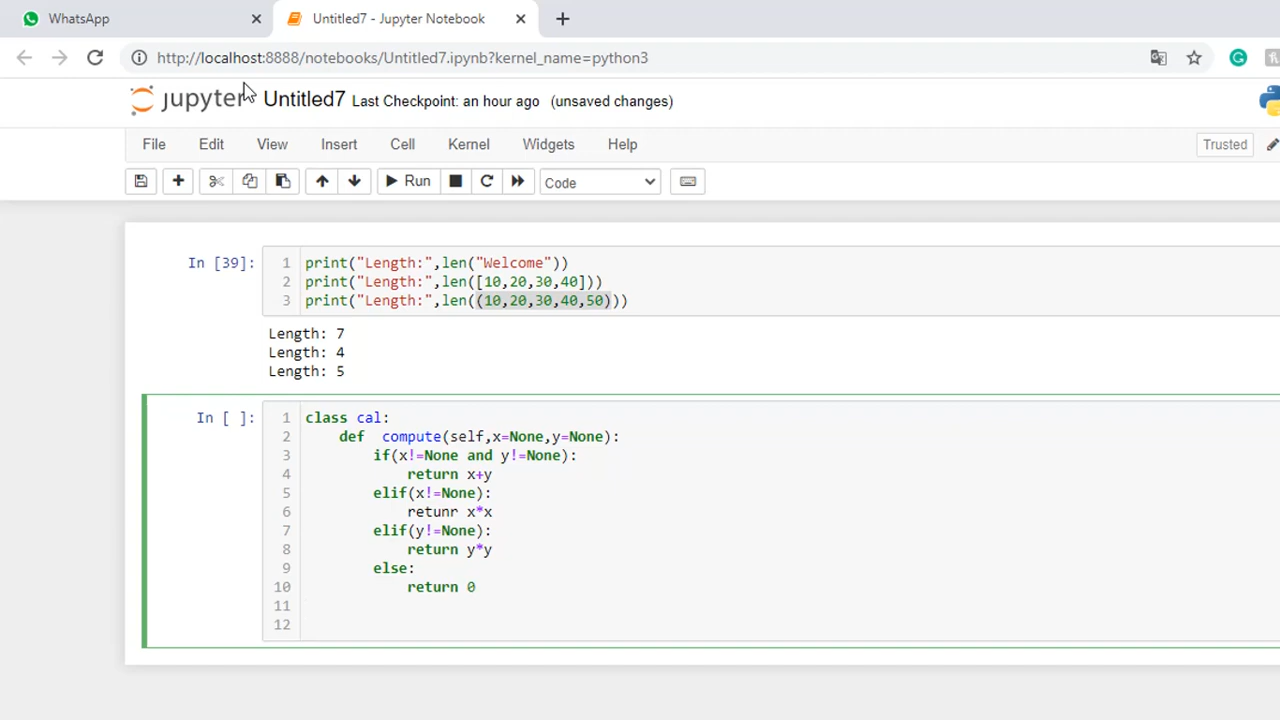 WhatsApp
Untitled7 - Jupyter Notebook
http://localhost:8888/notebooks/Untitled7.ipynb?kernel_name=python3
jupyter Untitled7 Last Checkpoint: an hour ago (unsaved changes)
File Edit View Insert Cell Kernel Widgets Help Trusted
Run Code
In [39]:
1 print("Length:",len("Welcome"))
2 print("Length:",len([10,20,30,40]))
3 print("Length:",len((10,20,30,40,50)))
Length: 7
Length: 4
Length: 5
In [ ]:
1 class cal:
2 def  compute(self,x=None,y=None):
3 if(x!=None and y!=None):
4 return x+y
5 elif(x!=None):
6 retunr x*x
7 elif(y!=None):
8 return y*y
9 else:
10 return 0
11
12